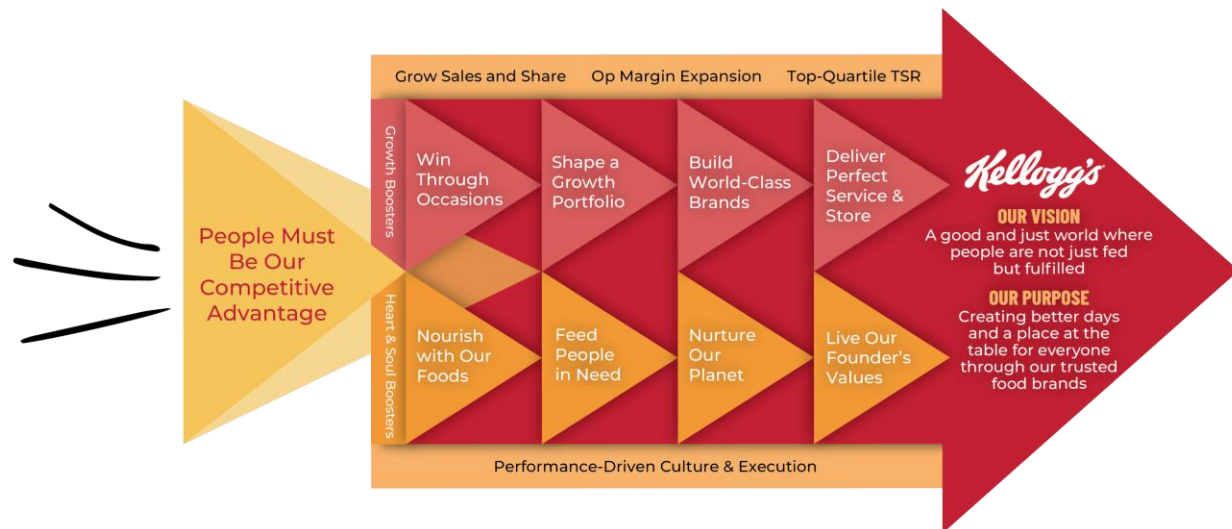 Grow Sales and Share Op Margin Expansion Top-Quartile TSR
People Must
Be Our
Competitive
Advantage
Growth Boosters
Win
Through
Occasions
Shape a
Growth
Portfolio
Build
World-Class
Brands
Deliver
Perfect
Service &
Store
Heart & Soul Boosters
Nourish
with Our
Foods
Feed
People
in Need
Nurture
Our
Planet
Live Our
Founder's
Values
Performance-Driven Culture & Execution
Kellogg's
OUR VISION
A good and just world where
people are not just fed
but fulfilled
OUR PURPOSE
Creating better days
and a place at the
table for everyone
through our trusted
food brands